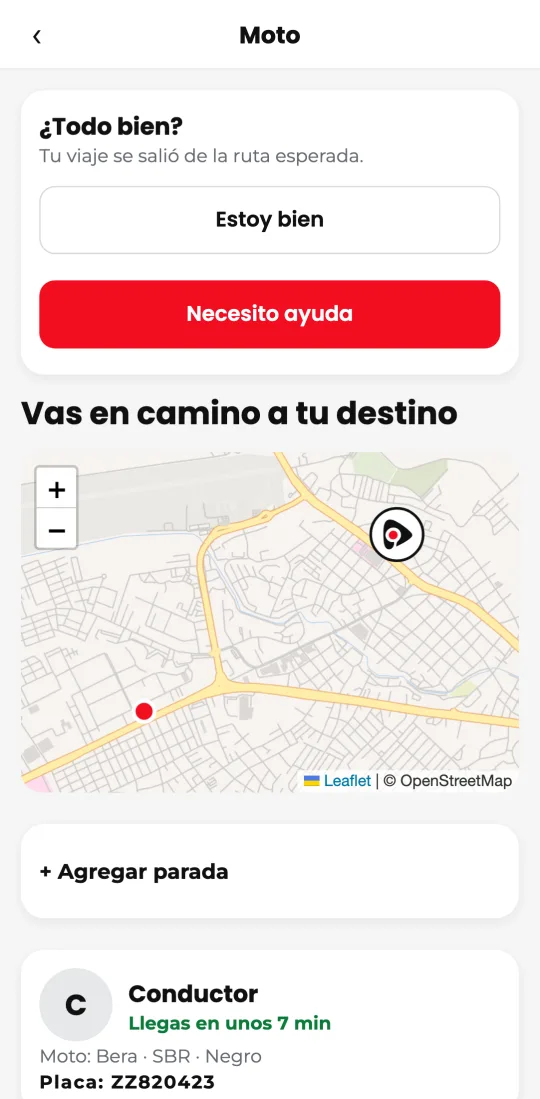 ‹ Moto
¿Todo bien?
Tu viaje se salió de la ruta esperada.
Estoy bien
Necesito ayuda
Vas en camino a tu destino
+
−
Leaflet | © OpenStreetMap
+ Agregar parada
C
Conductor
Llegas en unos 7 min
Moto: Bera · SBR · Negro
Placa: ZZ820423